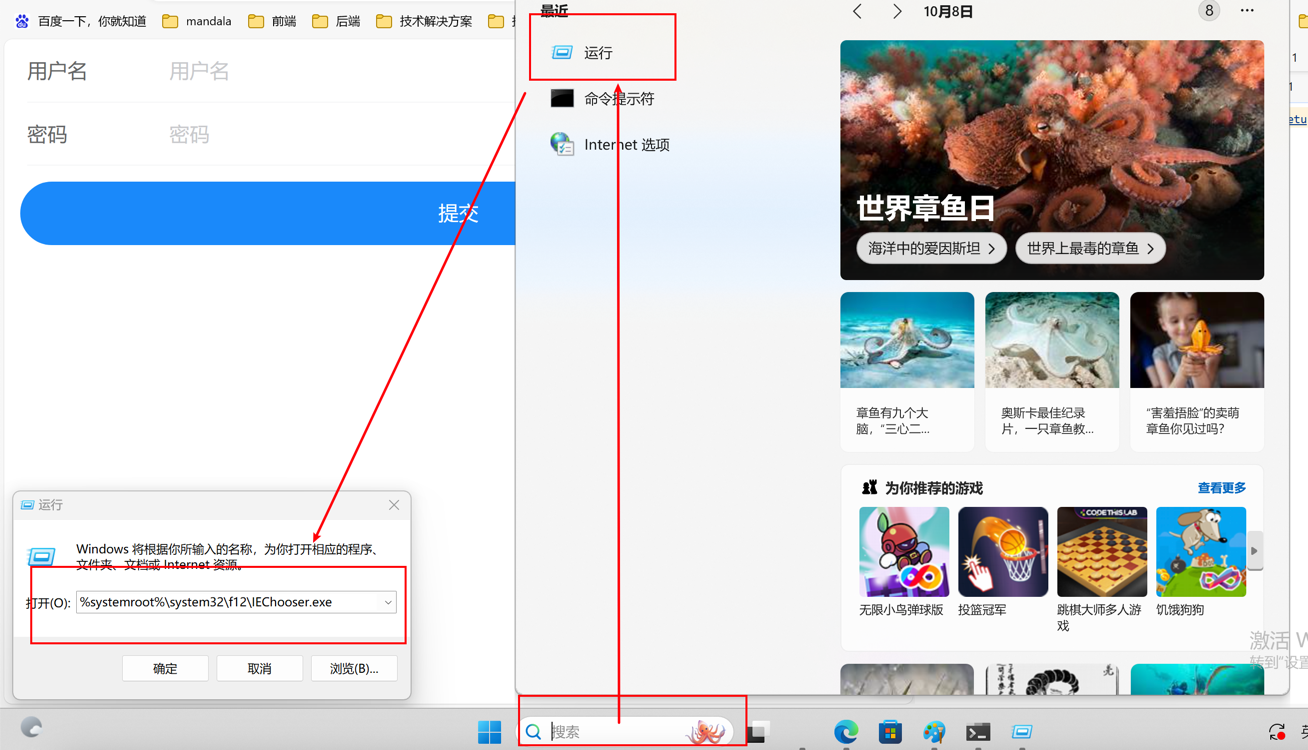 百度一下，你就知道
mandala
前端
后端
技术解决方案
用户名
用户名
密码
密码
提交
最近
运行
命令提示符
Internet 选项
10月8日
8
世界章鱼日
海洋中的爱因斯坦
世界上最毒的章鱼
章鱼有九个大
脑，“三心二...
奥斯卡最佳纪录
片，一只章鱼教...
“害羞捂脸”的卖萌
章鱼你见过吗？
为你推荐的游戏
查看更多
CODETHISLAB
无限小鸟弹球版
投篮冠军
跳棋大师多人游
戏
饥饿狗狗
运行
Windows 将根据你所输入的名称，为你打开相应的程序、
文件夹、文档或 Internet 资源。
打开(O):
%systemroot%\system32\f12\IEChooser.exe
确定
取消
浏览(B)...
搜索
激活 W
转到“设置
etu
1
英